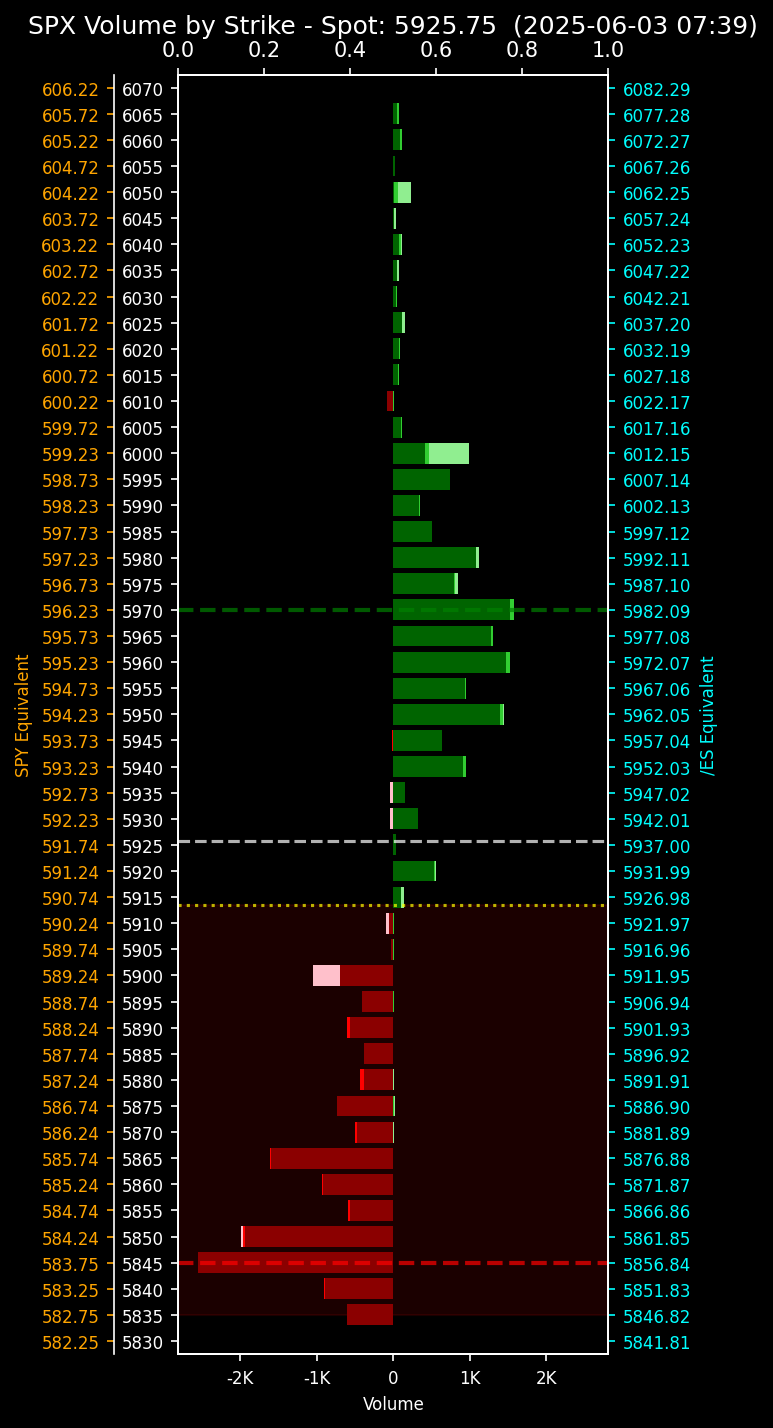 SPX Volume by Strike - Spot: 5925.75 (2025-06-03 07:39)
0.0 0.2 0.4 0.6 0.8 1.0
606.22 6070 6082.29
605.72 6065 6077.28
605.22 6060 6072.27
604.72 6055 6067.26
604.22 6050 6062.25
603.72 6045 6057.24
603.22 6040 6052.23
602.72 6035 6047.22
602.22 6030 6042.21
601.72 6025 6037.20
601.22 6020 6032.19
600.72 6015 6027.18
600.22 6010 6022.17
599.72 6005 6017.16
599.23 6000 6012.15
598.73 5995 6007.14
598.23 5990 6002.13
597.73 5985 5997.12
597.23 5980 5992.11
596.73 5975 5987.10
596.23 5970 5982.09
595.73 5965 5977.08
595.23 5960 5972.07
594.73 5955 5967.06
594.23 5950 5962.05
593.73 5945 5957.04
593.23 5940 5952.03
592.73 5935 5947.02
592.23 5930 5942.01
591.74 5925 5937.00
591.24 5920 5931.99
590.74 5915 5926.98
590.24 5910 5921.97
589.74 5905 5916.96
589.24 5900 5911.95
588.74 5895 5906.94
588.24 5890 5901.93
587.74 5885 5896.92
587.24 5880 5891.91
586.74 5875 5886.90
586.24 5870 5881.89
585.74 5865 5876.88
585.24 5860 5871.87
584.74 5855 5866.86
584.24 5850 5861.85
583.75 5845 5856.84
583.25 5840 5851.83
582.75 5835 5846.82
582.25 5830 5841.81
SPY Equivalent
/ES Equivalent
-2K -1K 0 1K 2K
Volume